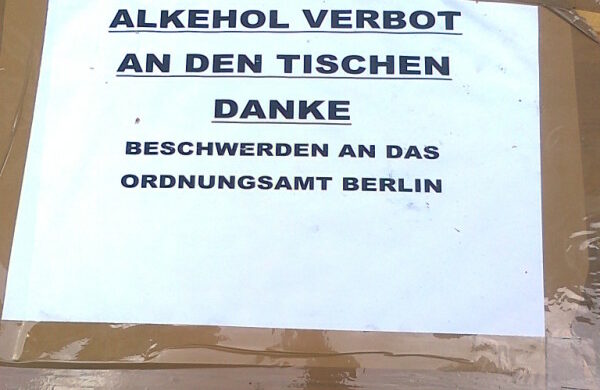 ALKEHOL VERBOT
AN DEN TISCHEN
DANKE
BESCHWERDEN AN DAS
ORDNUNGSAMT BERLIN